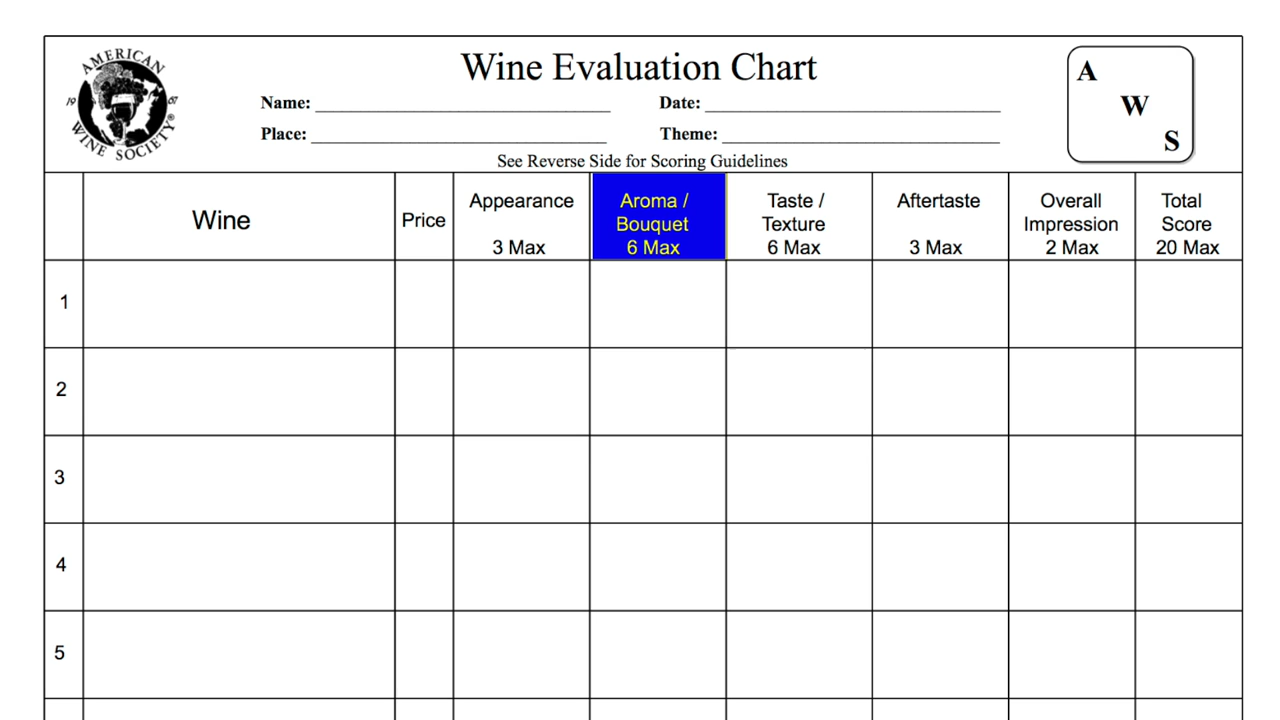 AMERICAN
19 67
WINE SOCIETY®
Wine Evaluation Chart
Name: Date:
Place: Theme:
See Reverse Side for Scoring Guidelines
A
W
S
Wine
Price
Appearance
3 Max
Aroma /
Bouquet
6 Max
Taste /
Texture
6 Max
Aftertaste
3 Max
Overall
Impression
2 Max
Total
Score
20 Max
1
2
3
4
5